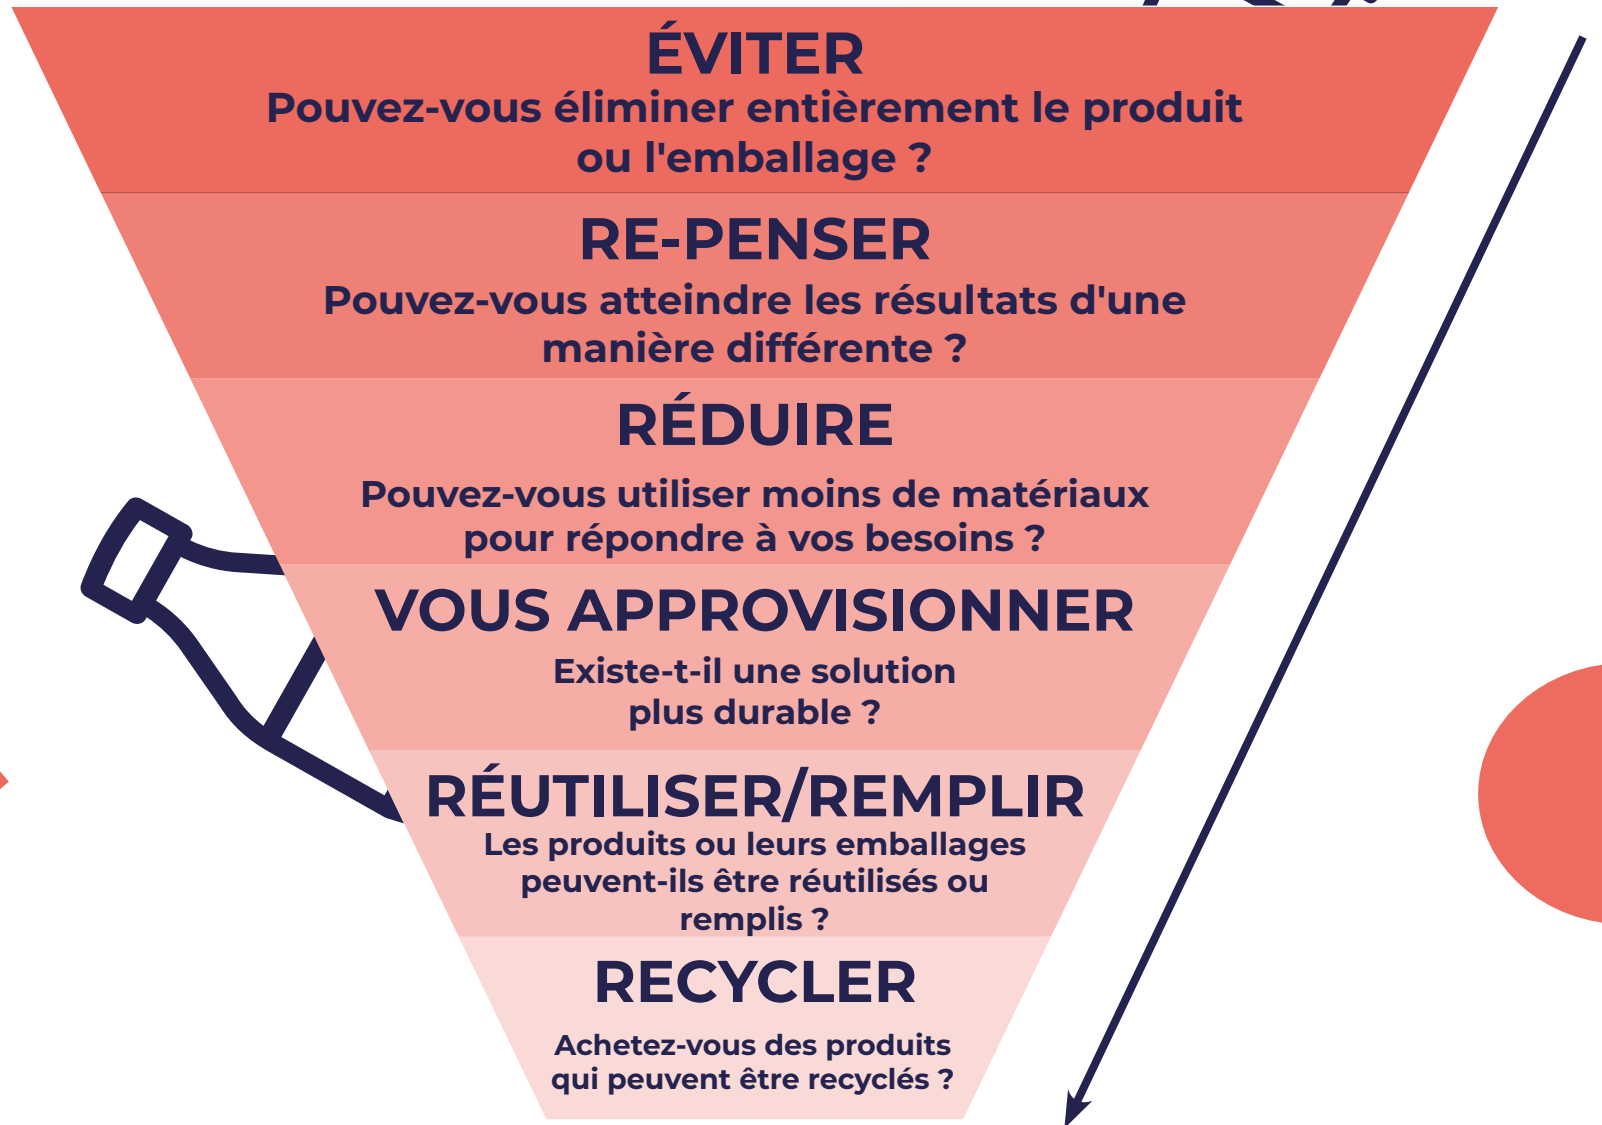 ÉVITER
Pouvez-vous éliminer entièrement le produit
ou l'emballage ?
RE-PENSER
Pouvez-vous atteindre les résultats d'une
manière différente ?
RÉDUIRE
Pouvez-vous utiliser moins de matériaux
pour répondre à vos besoins ?
VOUS APPROVISIONNER
Existe-t-il une solution
plus durable ?
RÉUTILISER/REMPLIR
Les produits ou leurs emballages
peuvent-ils être réutilisés ou
remplis ?
RECYCLER
Achetez-vous des produits
qui peuvent être recyclés ?